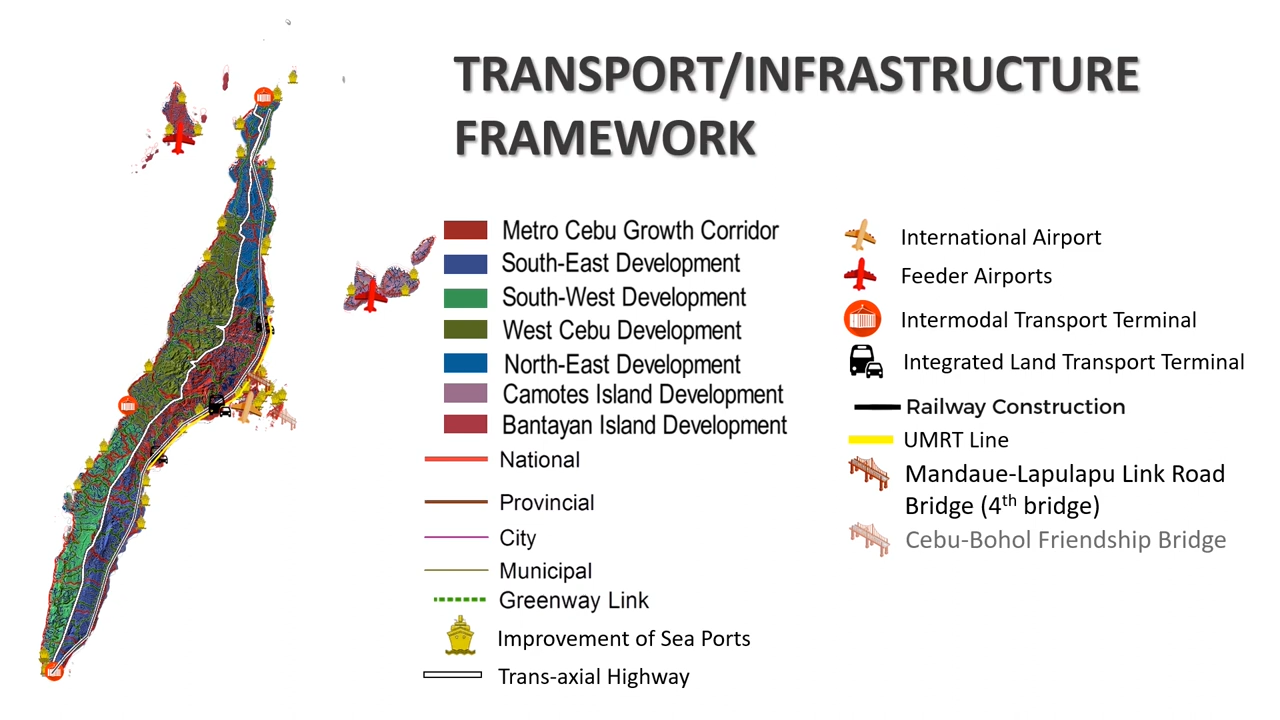 TRANSPORT/INFRASTRUCTURE
FRAMEWORK
Metro Cebu Growth Corridor
South-East Development
South-West Development
West Cebu Development
North-East Development
Camotes Island Development
Bantayan Island Development
National
Provincial
City
Municipal
Greenway Link
Improvement of Sea Ports
Trans-axial Highway
International Airport
Feeder Airports
Intermodal Transport Terminal
Integrated Land Transport Terminal
Railway Construction
UMRT Line
Mandaue-Lapulapu Link Road
Bridge (4th bridge)
Cebu-Bohol Friendship Bridge